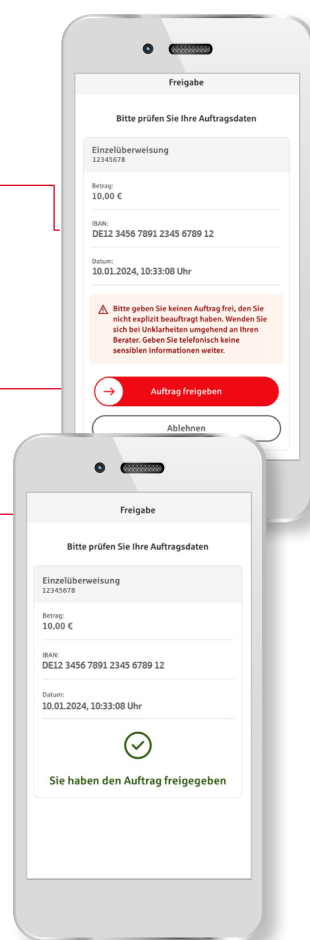 Freigabe
Bitte prüfen Sie Ihre Auftragsdaten
Einzelüberweisung
12345678
Betrag:
10,00 €
IBAN:
DE12 3456 7891 2345 6789 12
Datum:
10.01.2024, 10:33:08 Uhr
Bitte geben Sie keinen Auftrag frei, den Sie
nicht explizit beauftragt haben. Wenden Sie
sich bei Unklarheiten umgehend an Ihren
Berater. Geben Sie telefonisch keine
sensiblen Informationen weiter.
Auftrag freigeben
Ablehnen
Freigabe
Bitte prüfen Sie Ihre Auftragsdaten
Einzelüberweisung
12345678
Betrag:
10,00 €
IBAN:
DE12 3456 7891 2345 6789 12
Datum:
10.01.2024, 10:33:08 Uhr
Sie haben den Auftrag freigegeben